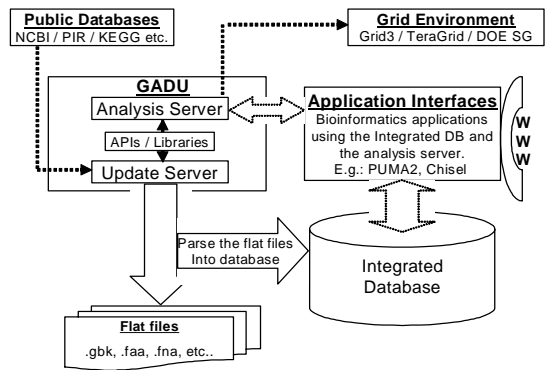 Public Databases
NCBI / PIR / KEGG etc.
Grid Environment
Grid3 / TeraGrid / DOE SG
GADU
Analysis Server
APIs / Libraries
Update Server
Application Interfaces
Bioinformatics applications
using the Integrated DB and
the analysis server.
E.g.: PUMA2, Chisel
W
W
W
Parse the flat files
Into database
Integrated
Database
Flat files
.gbk, .faa, .fna, etc..